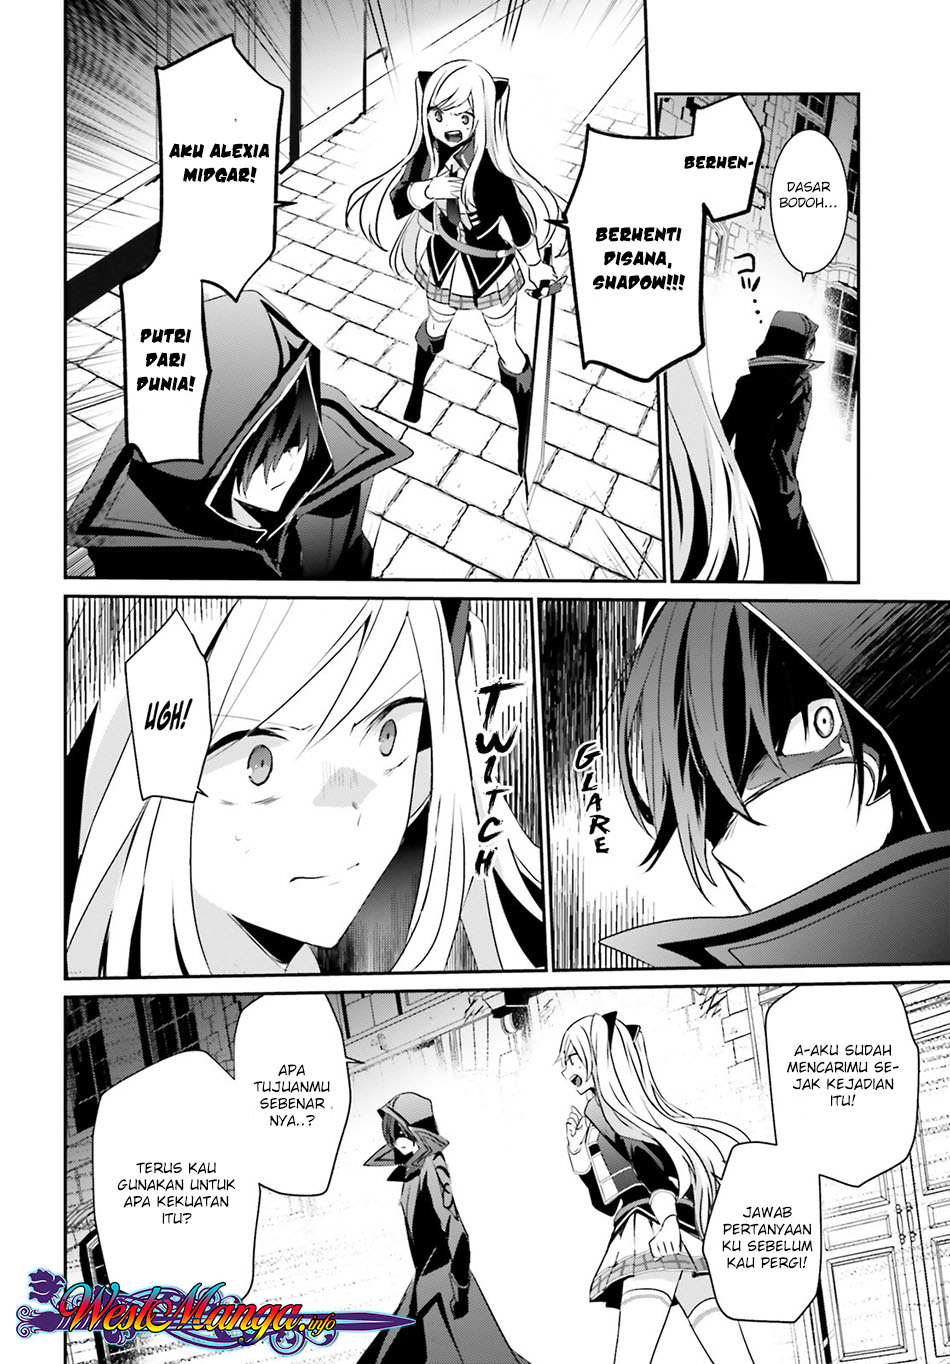 DASAR
BODOH...
BERHEN-...
BERHENTI
DISANA,
SHADOW!!!
AKU ALEXIA
MIDGAR!
PUTRI
DARI
DUNIA!
GLARE
TWITCH
UGH!
A-AKU SUDAH
MENCARIMU SE-
JAK KEJADIAN
ITU!
JAWAB
PERTANYAAN
KU SEBELUM
KAU PERGI!
APA
TUJUANMU
SEBENAR
NYA..?
TERUS KAU
GUNAKAN UNTUK
APA KEKUATAN
ITU?
WestManga.info